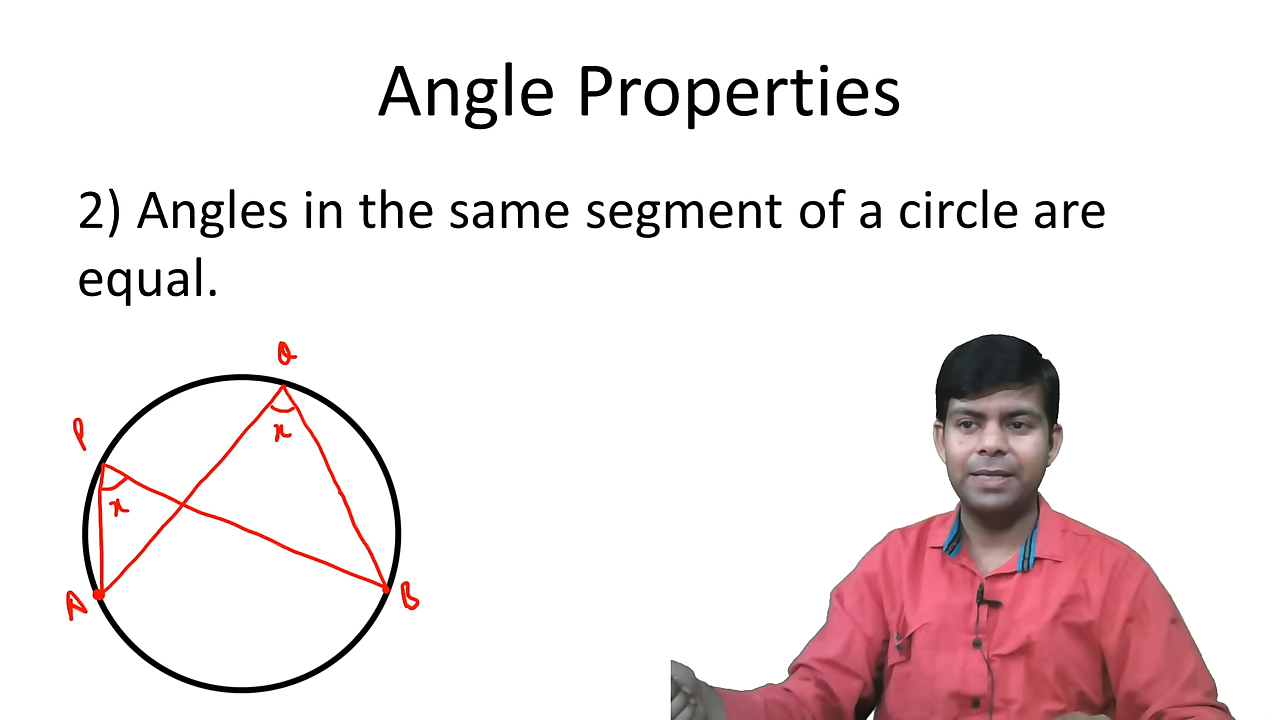 Angle Properties
2) Angles in the same segment of a circle are
equal.
Q
P
x
x
A
B